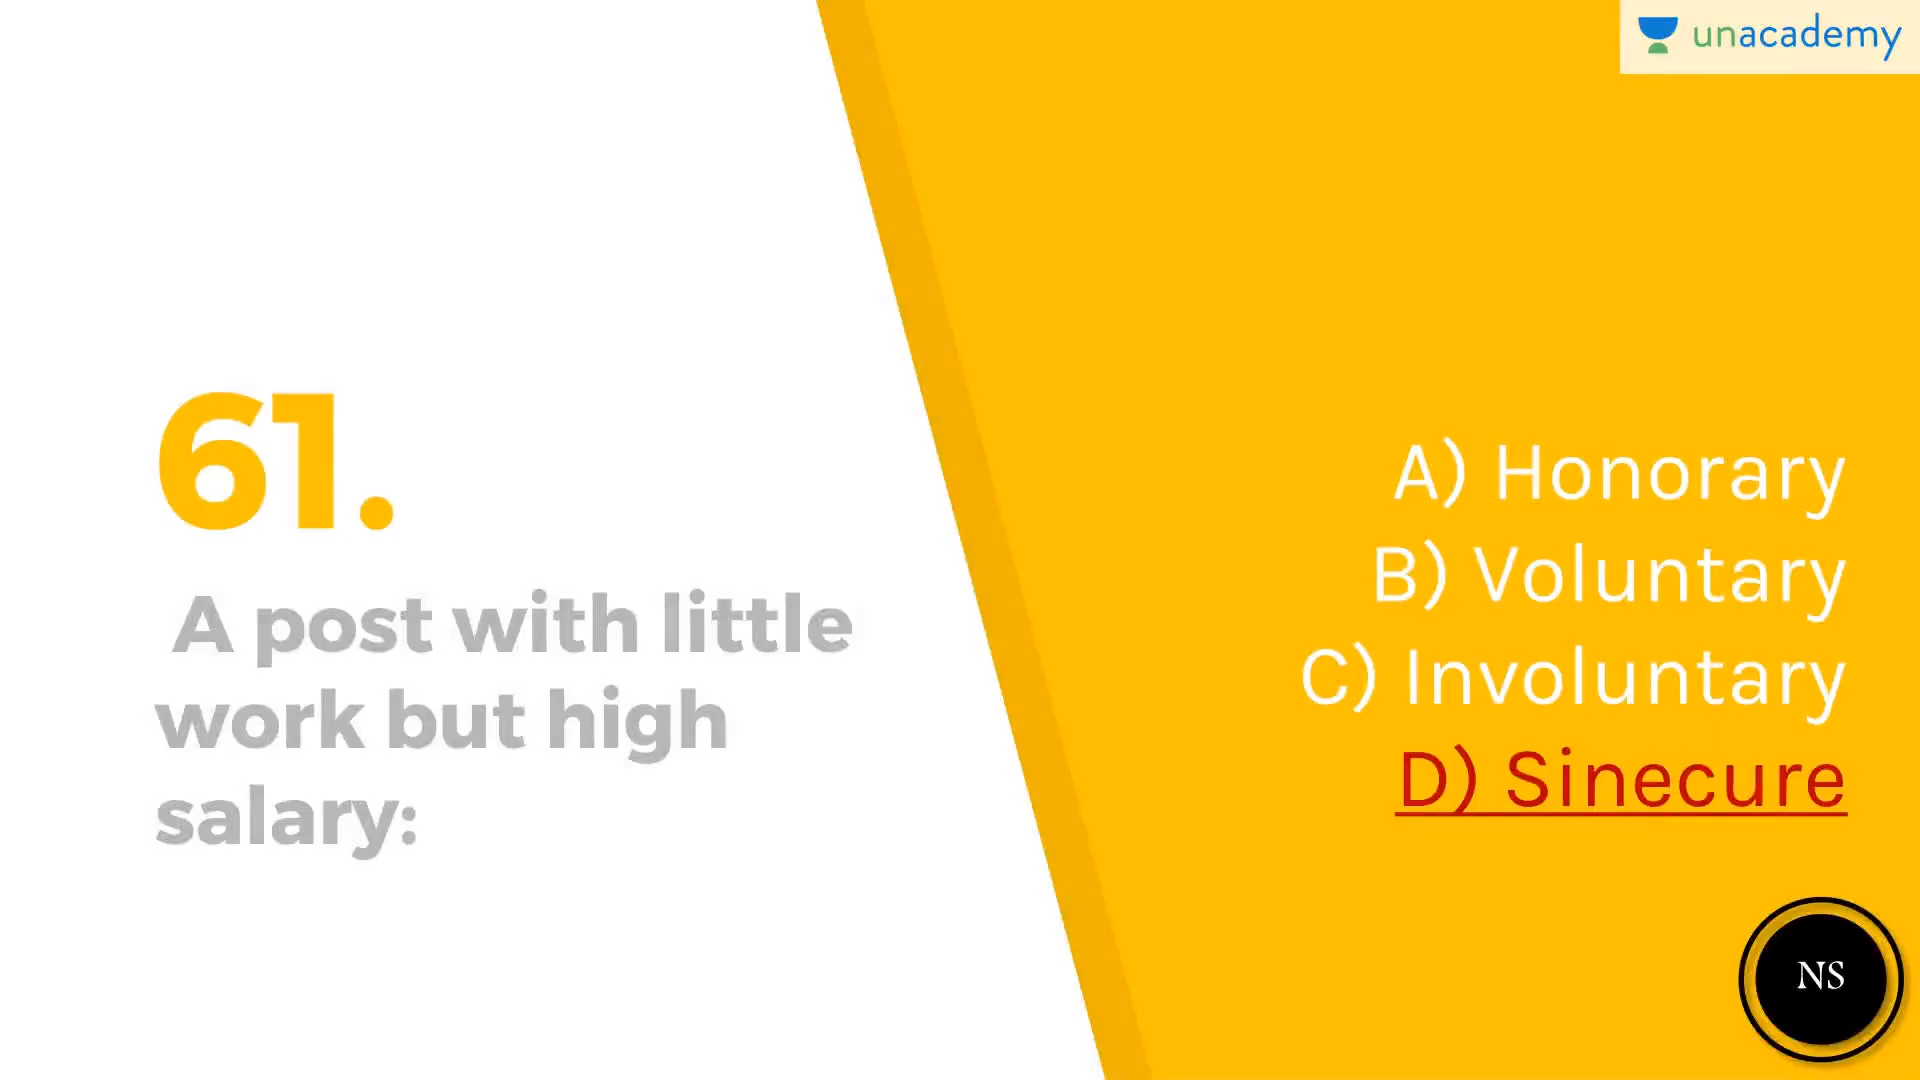 unacademy
61.
A post with little
work but high
salary:
A) Honorary
B) Voluntary
C) Involuntary
D) Sinecure
NS